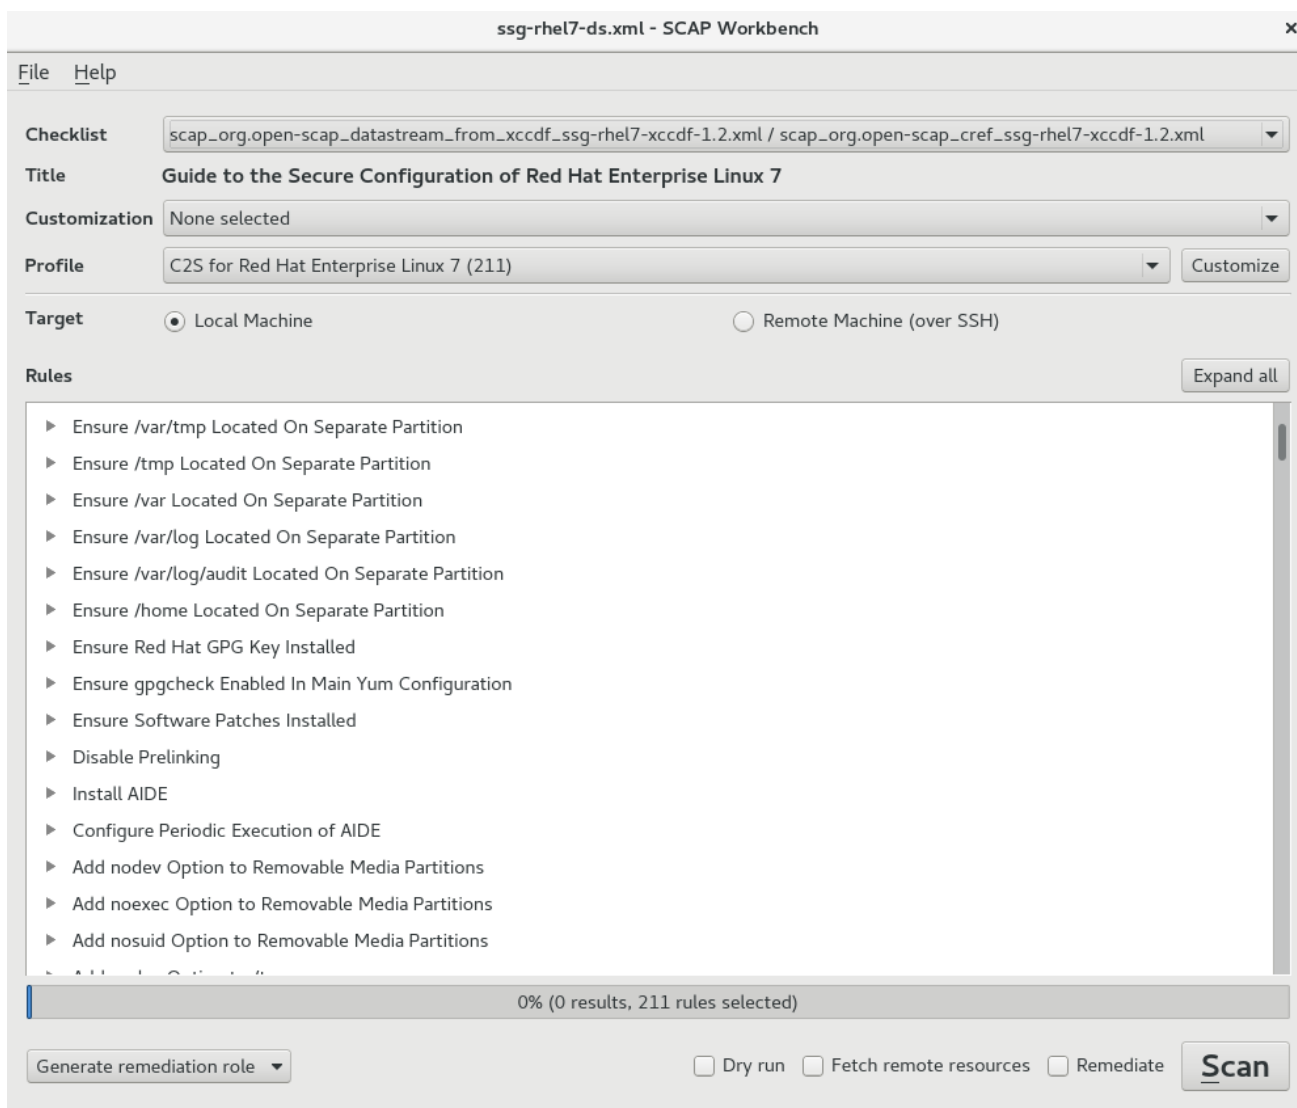 ssg-rhel7-ds.xml - SCAP Workbench
File Help
Checklist scap_org.open-scap_datastream_from_xccdf_ssg-rhel7-xccdf-1.2.xml / scap_org.open-scap_cref_ssg-rhel7-xccdf-1.2.xml
Title Guide to the Secure Configuration of Red Hat Enterprise Linux 7
Customization None selected
Profile C2S for Red Hat Enterprise Linux 7 (211) Customize
Target Local Machine Remote Machine (over SSH)
Rules Expand all
Ensure /var/tmp Located On Separate Partition
Ensure /tmp Located On Separate Partition
Ensure /var Located On Separate Partition
Ensure /var/log Located On Separate Partition
Ensure /var/log/audit Located On Separate Partition
Ensure /home Located On Separate Partition
Ensure Red Hat GPG Key Installed
Ensure gpgcheck Enabled In Main Yum Configuration
Ensure Software Patches Installed
Disable Prelinking
Install AIDE
Configure Periodic Execution of AIDE
Add nodev Option to Removable Media Partitions
Add noexec Option to Removable Media Partitions
Add nosuid Option to Removable Media Partitions
0% (0 results, 211 rules selected)
Generate remediation role Dry run Fetch remote resources Remediate Scan